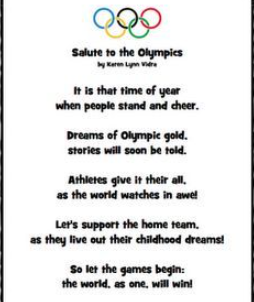 Salute to the Olympics
by Karen Lynn Vidra
It is that time of year
when people stand and cheer.
Dreams of Olympic gold,
stories will soon be told.
Athletes give it their all,
as the world watches in awe!
Let's support the home team,
as they live out their childhood dreams!
So let the games begin:
the world, as one, will win!